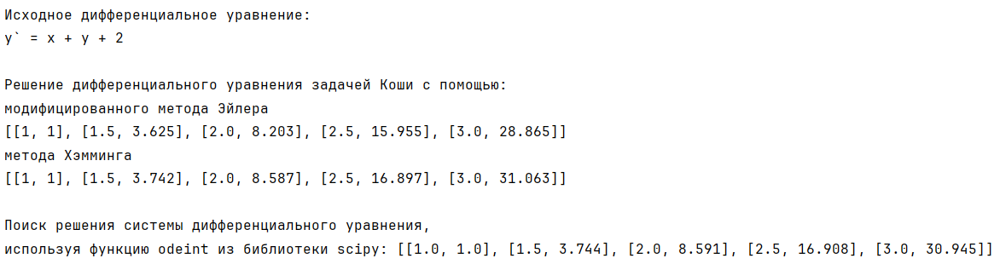 Исходное дифференциальное уравнение:
y` = x + y + 2
Решение дифференциального уравнения задачей Коши с помощью:
модифицированного метода Эйлера
[[1, 1], [1.5, 3.625], [2.0, 8.203], [2.5, 15.955], [3.0, 28.865]]
метода Хэмминга
[[1, 1], [1.5, 3.742], [2.0, 8.587], [2.5, 16.897], [3.0, 31.063]]
Поиск решения системы дифференциального уравнения,
используя функцию odeint из библиотеки scipy: [[1.0, 1.0], [1.5, 3.744], [2.0, 8.591], [2.5, 16.908], [3.0, 30.945]]